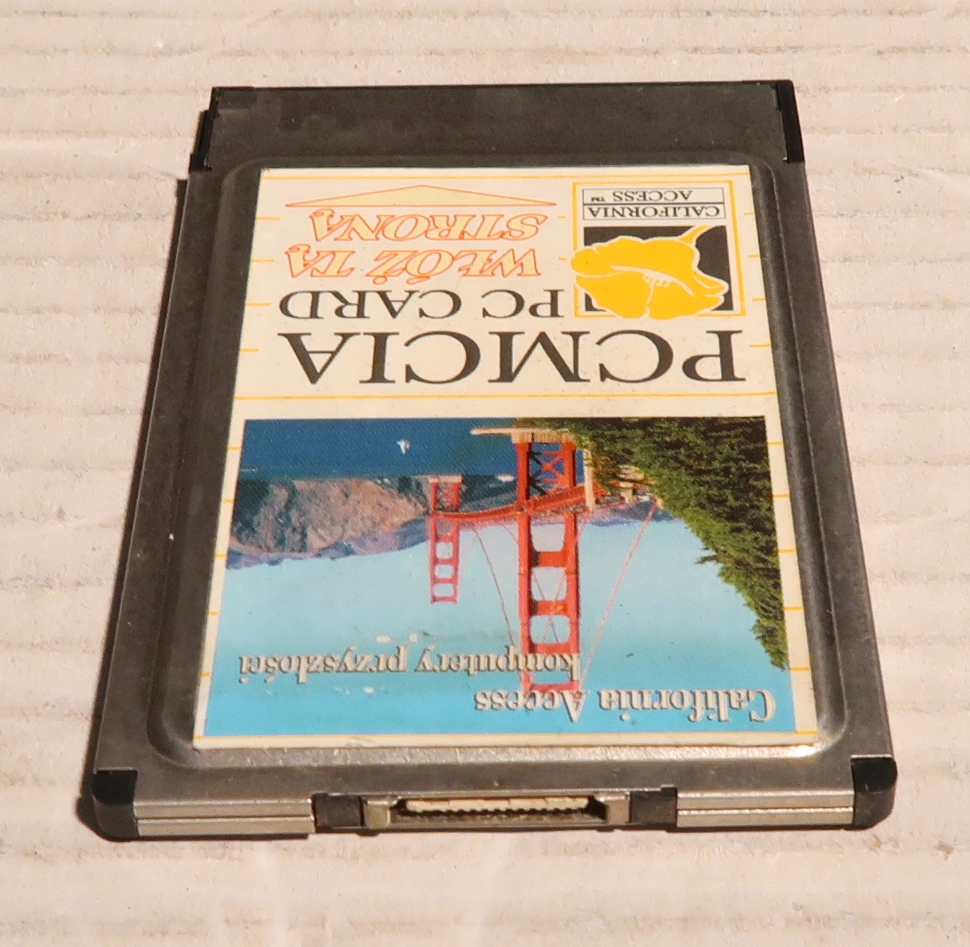 California Access
komputery przyszłości
PCMCIA
PC CARD
WŁÓŻ TĄ
STRONĄ
CALIFORNIA
ACCESS ™